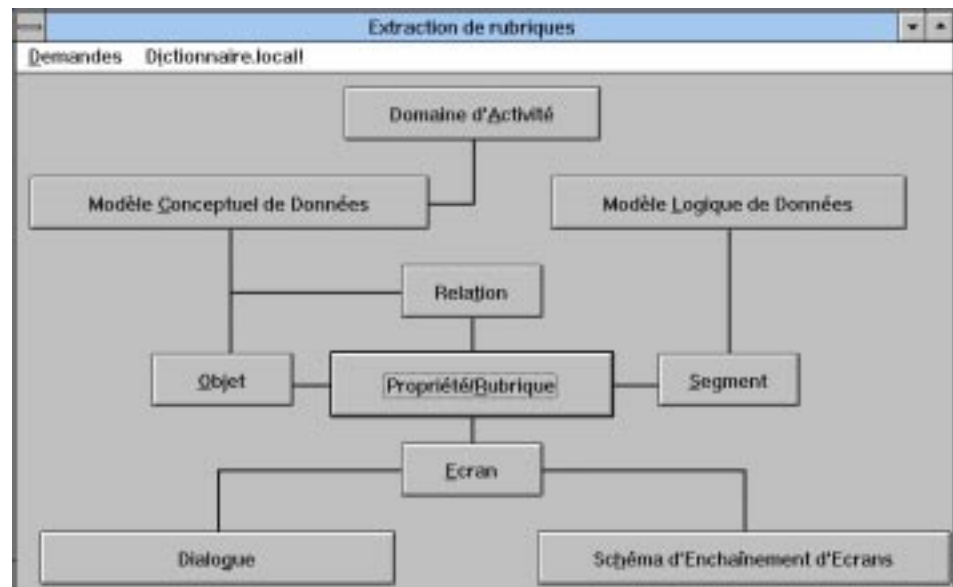 Extraction de rubriques
Demandes Dictionnaire.local!
Domaine d'Activité
Modèle Conceptuel de Données
Modèle Logique de Données
Relation
Objet
Propriété/Rubrique
Segment
Ecran
Dialogue
Schéma d'Enchaînement d'Ecrans